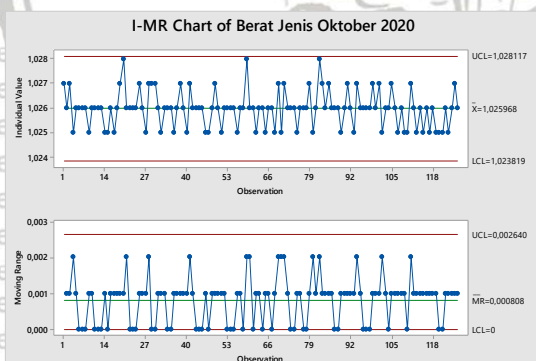 I-MR Chart of Berat Jenis Oktober 2020
1,028
1,027
1,026
1,025
1,024
Individual Value
UCL=1,028117
X̄=1,025968
LCL=1,023819
1 14 27 40 53 66 79 92 105 118
Observation
0,003
0,002
0,001
0,000
Moving Range
UCL=0,002640
M̅R̅=0,000808
LCL=0
1 14 27 40 53 66 79 92 105 118
Observation